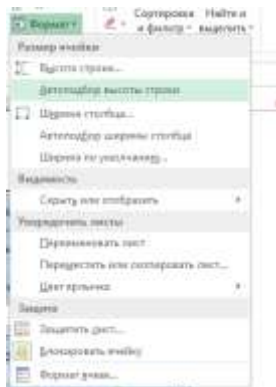 Сортировка Найти и
Формат и фильтр выделить
Размер ячейки
Высота строки...
Автоподбор высоты строки
Ширина столбца...
Автоподбор ширины столбца
Ширина по умолчанию...
Видимость
Скрыть или отобразить
Упорядочить листы
Переименовать лист
Переместить или скопировать лист...
Цвет ярлычка
Защита
Защитить лист...
Блокировать ячейку
Формат ячеек...